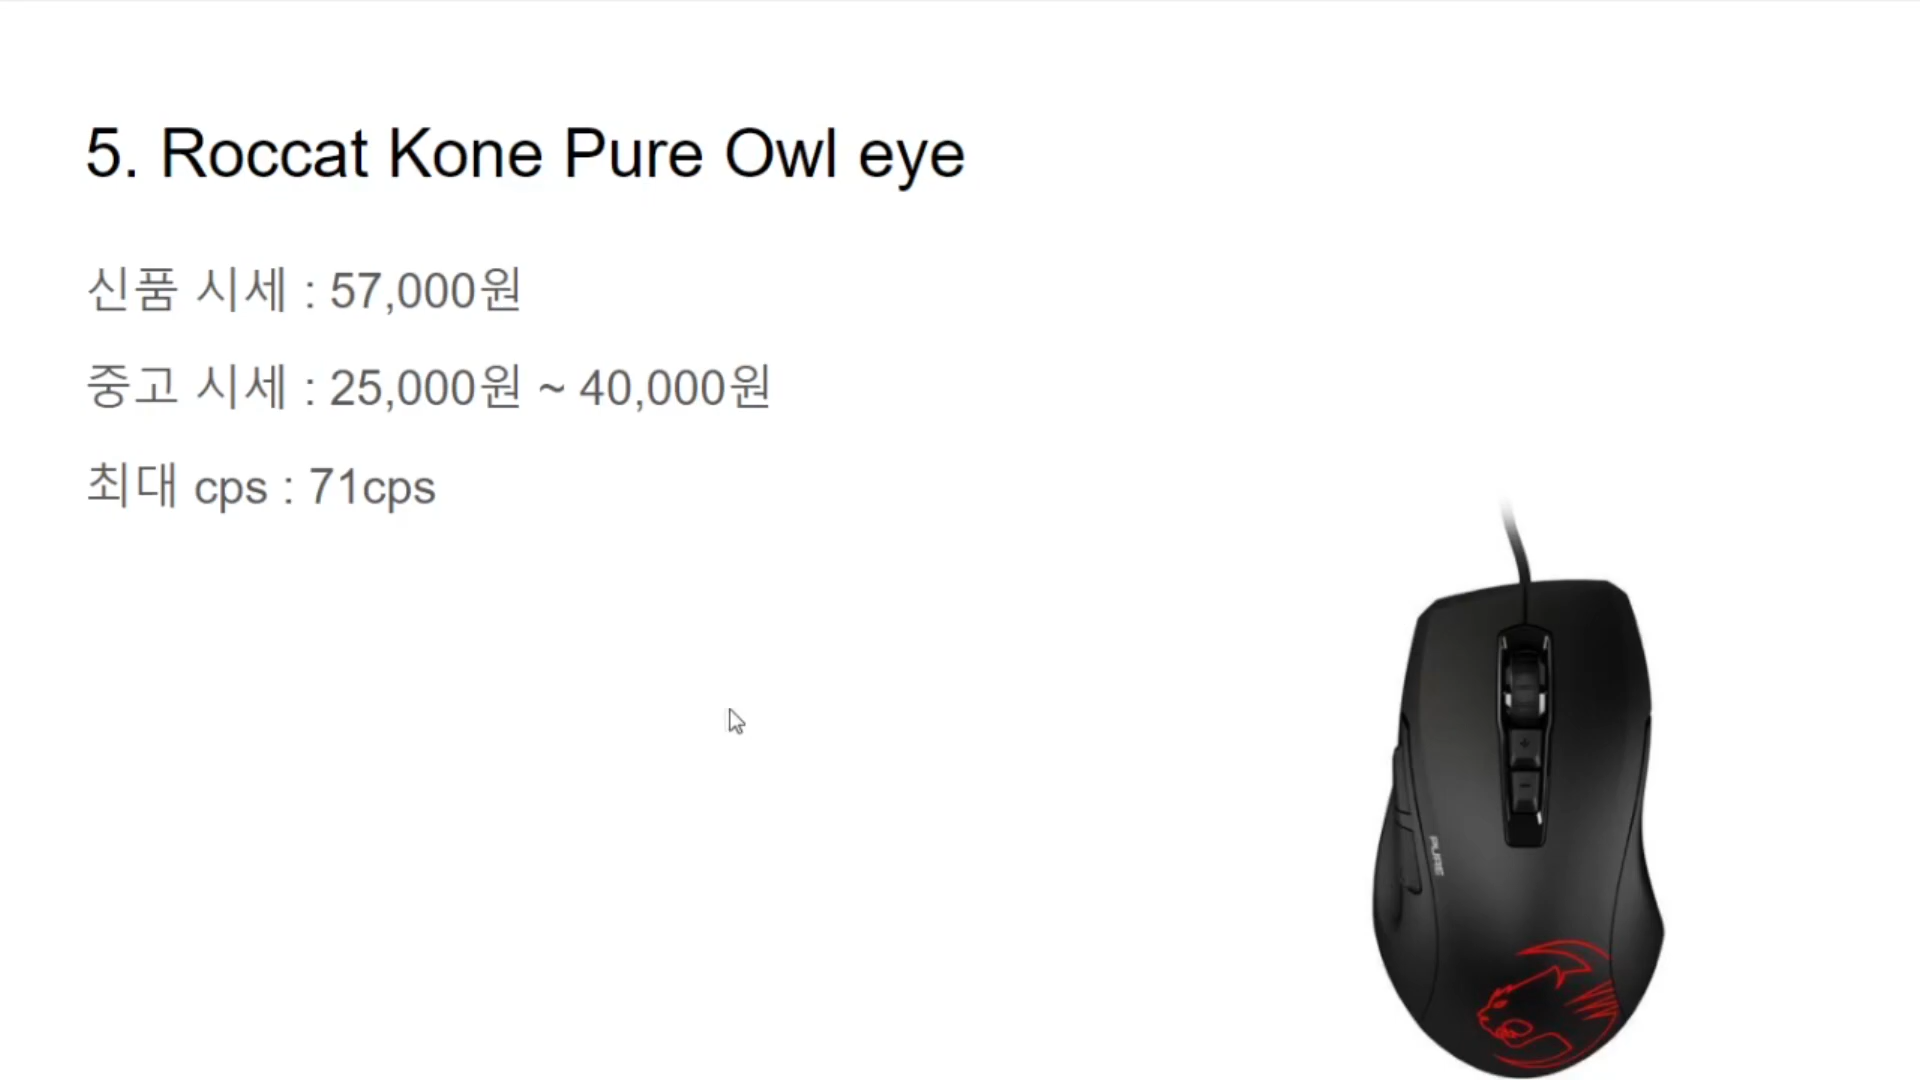 5. Roccat Kone Pure Owl eye
신품 시세 : 57,000원
중고 시세 : 25,000원 ~ 40,000원
최대 cps : 71cps
PURE